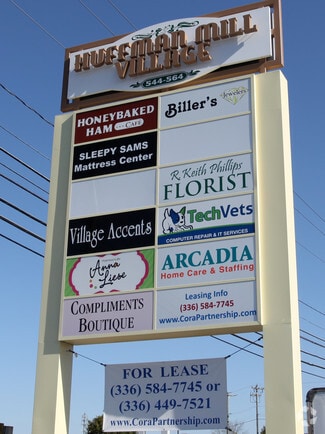 HUFFMAN MILL
VILLAGE
544-564
HONEYBAKED
HAM AND CAFE
Biller's
Jewelers
SLEEPY SAMS
Mattress Center
R Keith Phillips
FLORIST
Village Accents
TechVets
COMPUTER REPAIR & IT SERVICES
Anna
Liese
ARCADIA
Home Care & Staffing
COMPLIMENTS
BOUTIQUE
Leasing Info
(336) 584-7745
www.CoraPartnership.com
FOR LEASE
(336) 584-7745 or
(336) 449-7521
www.CoraPartnership.com